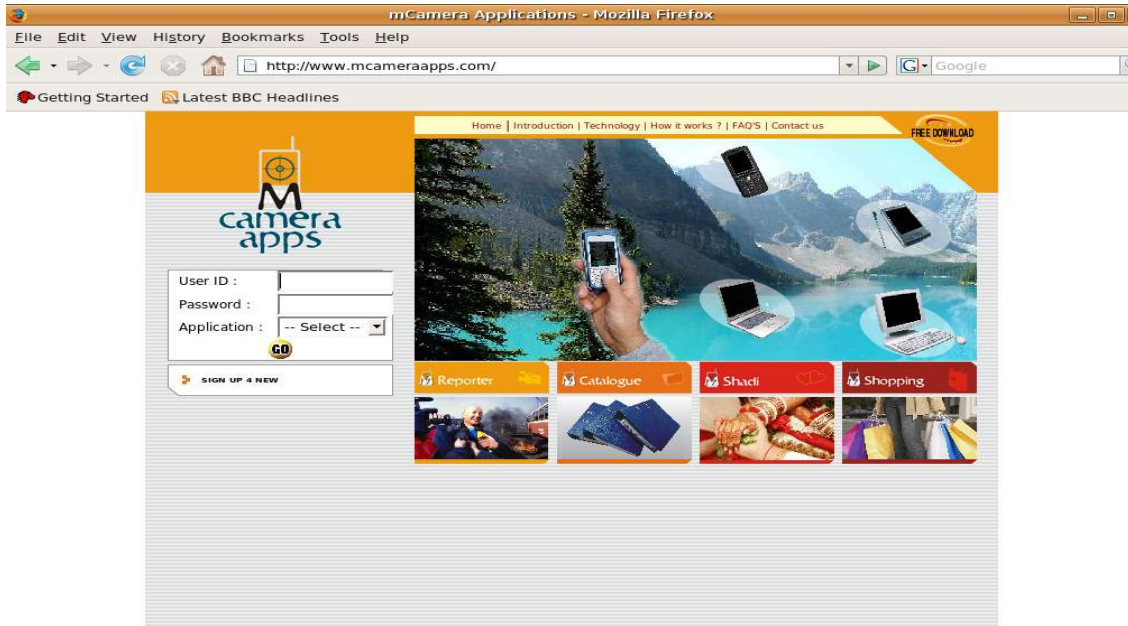 mCamera Applications - Mozilla Firefox
File Edit View History Bookmarks Tools Help
http://www.mcameraapps.com/
G Google
Getting Started Latest BBC Headlines
Home | Introduction | Technology | How it works ? | FAQ'S | Contact us
FREE DOWNLOAD
M
camera
apps
User ID :
Password :
Application : -- Select --
GO
SIGN UP 4 NEW
Reporter Catalogue Shadi Shopping